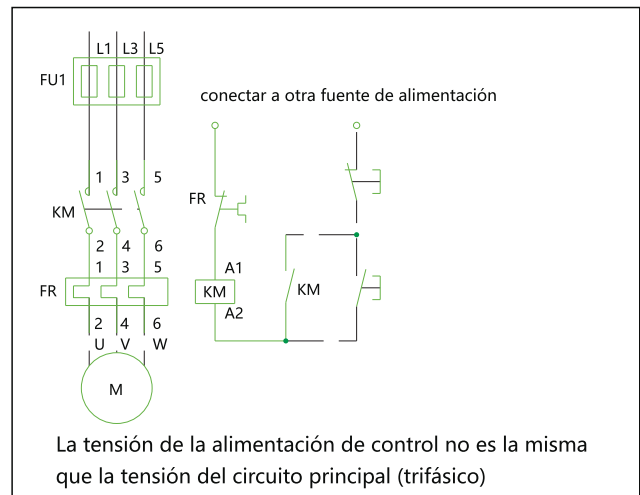 L1 L3 L5
FU1
conectar a otra fuente de alimentación
1 3 5
KM
FR
2 4 6
1 3 5
A1
FR
KM
KM
A2
2 4 6
U V W
M
La tensión de la alimentación de control no es la misma
que la tensión del circuito principal (trifásico)